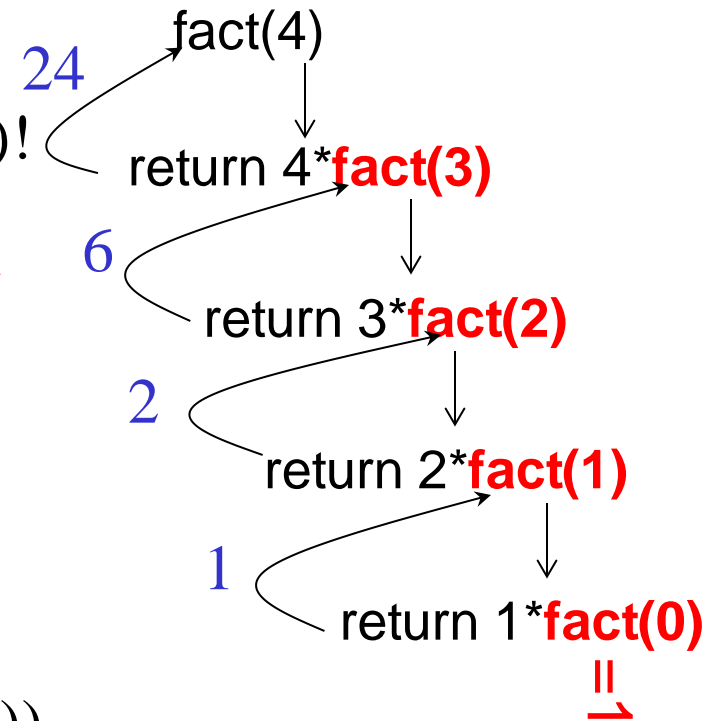 fact(4)
24
)!
return 4*fact(3)
6
return 3*fact(2)
2
return 2*fact(1)
1
return 1*fact(0)
=1
))